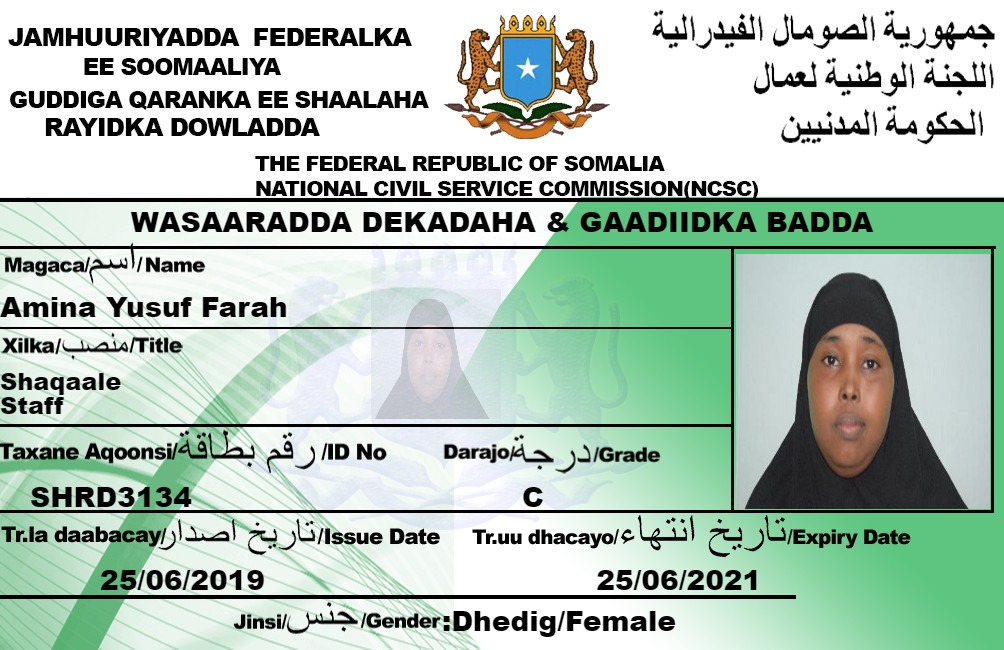 JAMHUURIYADDA FEDERALKA
EE SOOMAALIYA
GUDDIGA QARANKA EE SHAALAHA
RAYIDKA DOWLADDA
جمهورية الصومال الفيدرالية
اللجنة الوطنية لعمال
الحكومة المدنيين
THE FEDERAL REPUBLIC OF SOMALIA
NATIONAL CIVIL SERVICE COMMISSION(NCSC)
WASAARADDA DEKADAHA & GAADIIDKA BADDA
Magaca/اسم/Name
Amina Yusuf Farah
Xilka/منصب/Title
Shaqaale
Staff
Taxane Aqoonsi/رقم بطاقة/ID No
SHRD3134
Darajo/درجة/Grade
C
Tr.la daabacay/تاريخ اصدار/Issue Date
25/06/2019
Tr.uu dhacayo/تاريخ انتهاء/Expiry Date
25/06/2021
Jinsi/جنس/Gender:Dhedig/Female